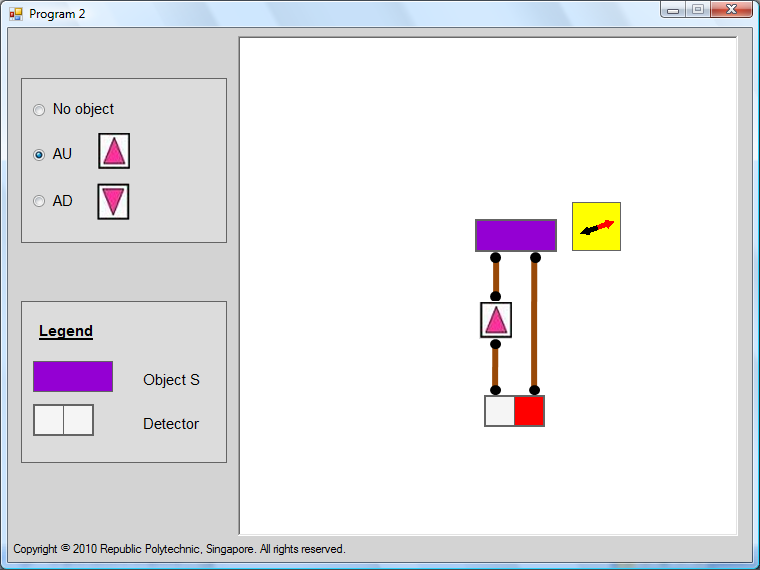 Program 2
No object
AU
AD
Legend
Object S
Detector
Copyright © 2010 Republic Polytechnic, Singapore. All rights reserved.